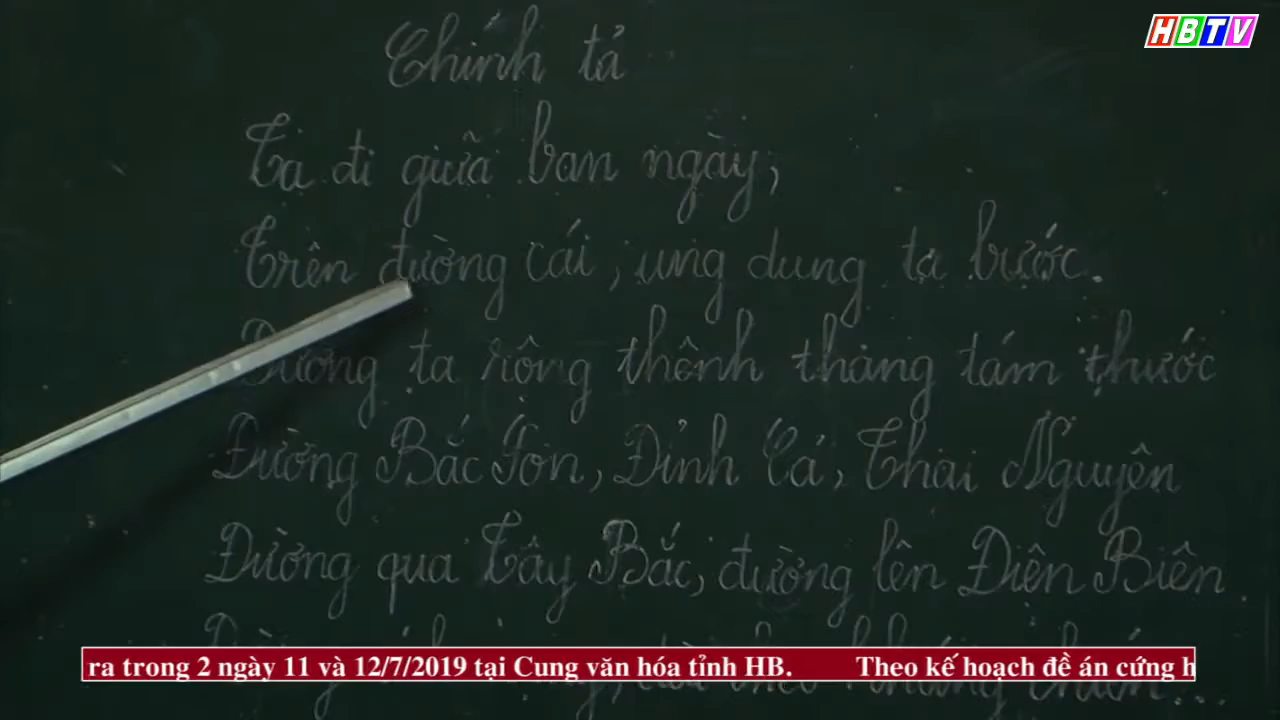 HBTV
Chính tả
Ta đi giữa ban ngày,
Trên đường cái, ung dung ta bước.
Đường ta rộng thênh thang tám thước
Đường Bắc Sơn, Đình Cả, Thái Nguyên
Đường qua Tây Bắc, đường lên Điện Biên
ra trong 2 ngày 11 và 12/7/2019 tại Cung văn hóa tỉnh HB. Theo kế hoạch đề án cứng h